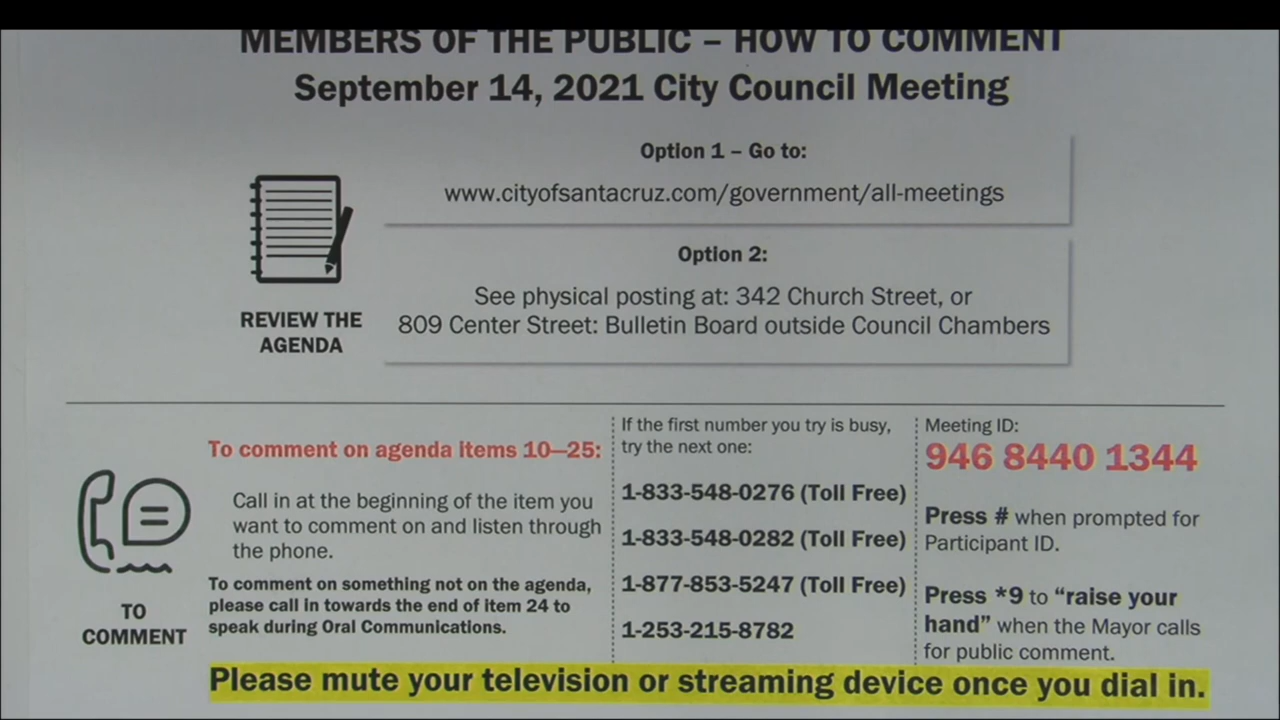 MEMBERS OF THE PUBLIC – HOW TO COMMENT
September 14, 2021 City Council Meeting
Option 1 – Go to:
www.cityofsantacruz.com/government/all-meetings
Option 2:
See physical posting at: 342 Church Street, or
809 Center Street: Bulletin Board outside Council Chambers
REVIEW THE
AGENDA
To comment on agenda items 10—25:
Call in at the beginning of the item you
want to comment on and listen through
the phone.
To comment on something not on the agenda,
please call in towards the end of item 24 to
speak during Oral Communications.
TO
COMMENT
If the first number you try is busy,
try the next one:
1-833-548-0276 (Toll Free)
1-833-548-0282 (Toll Free)
1-877-853-5247 (Toll Free)
1-253-215-8782
Meeting ID:
946 8440 1344
Press # when prompted for
Participant ID.
Press *9 to “raise your
hand” when the Mayor calls
for public comment.
Please mute your television or streaming device once you dial in.